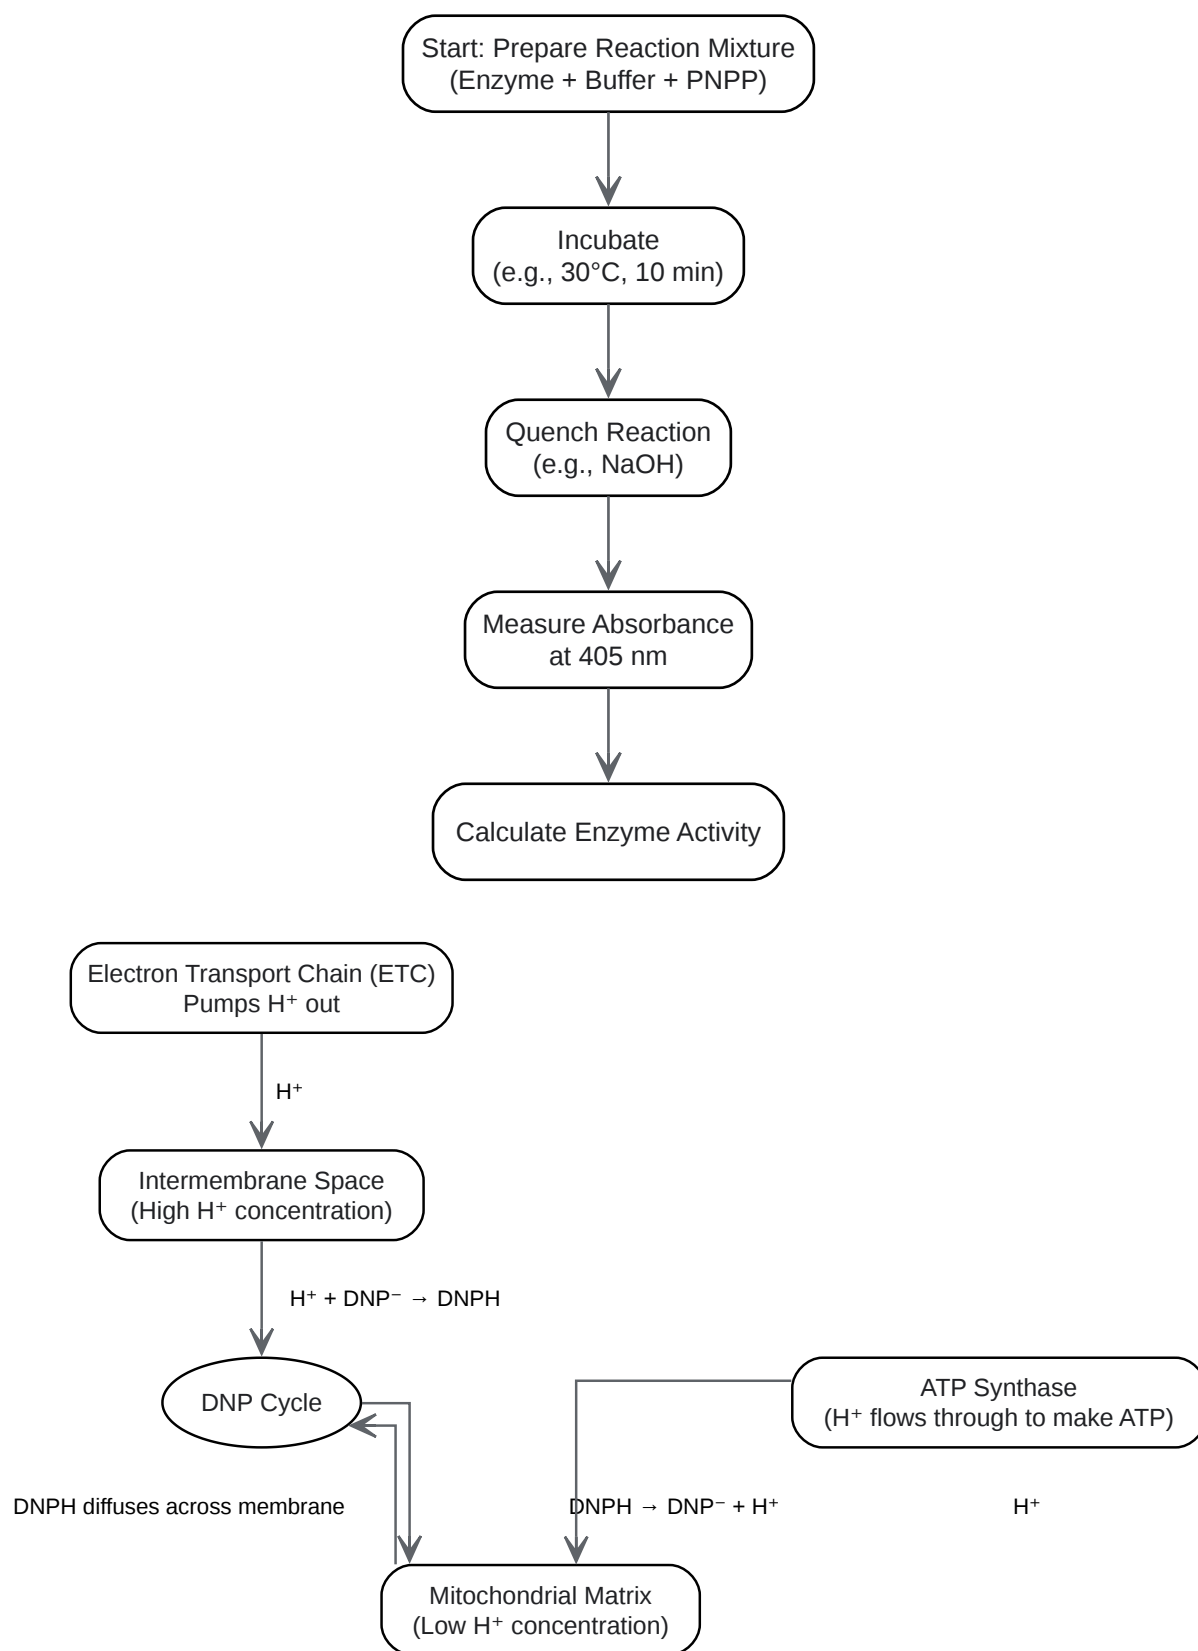 Start: Prepare Reaction Mixture
(Enzyme + Buffer + PNPP)
Incubate
(e.g., 30°C, 10 min)
Quench Reaction
(e.g., NaOH)
Measure Absorbance
at 405 nm
Calculate Enzyme Activity
Electron Transport Chain (ETC)
Pumps H⁺ out
H⁺
Intermembrane Space
(High H⁺ concentration)
H⁺ + DNP⁻ → DNPH
DNP Cycle
ATP Synthase
(H⁺ flows through to make ATP)
DNPH diffuses across membrane
DNPH → DNP⁻ + H⁺
H⁺
Mitochondrial Matrix
(Low H⁺ concentration)